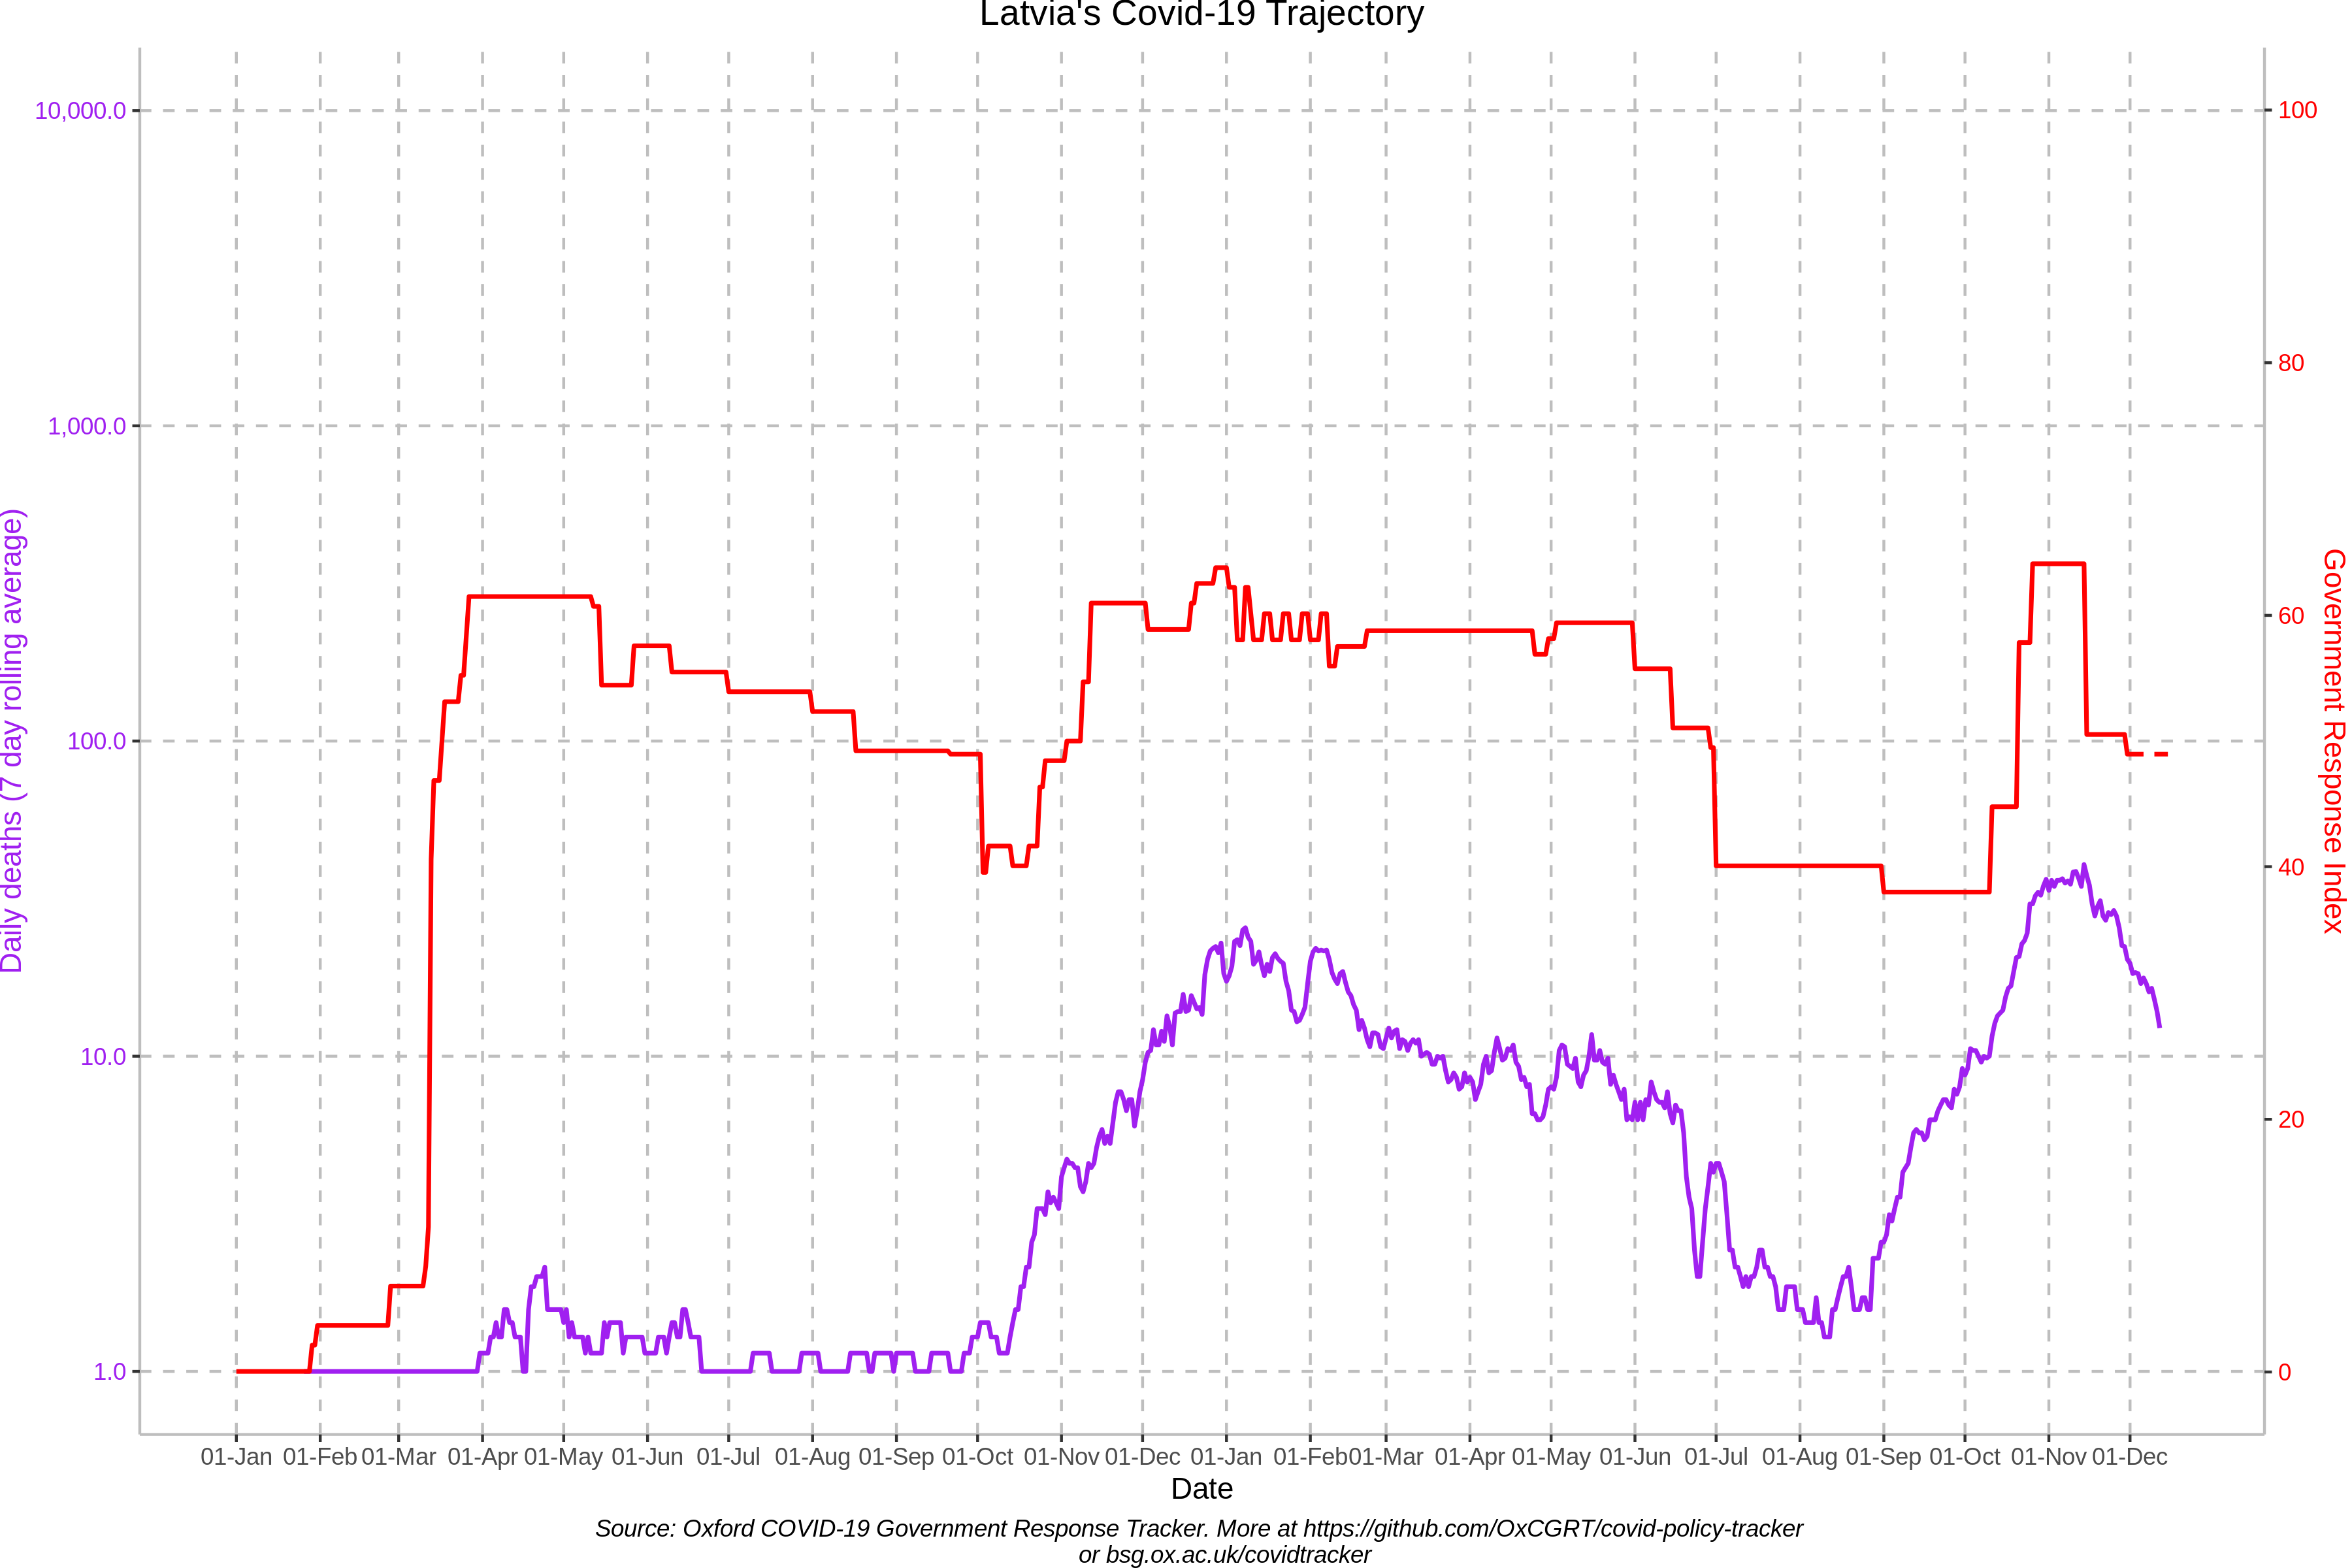 Latvia's Covid-19 Trajectory
10,000.0
1,000.0
100.0
10.0
1.0
Daily deaths (7 day rolling average)
100
80
60
40
20
0
Government Response Index
01-Jan 01-Feb 01-Mar 01-Apr 01-May 01-Jun 01-Jul 01-Aug 01-Sep 01-Oct 01-Nov 01-Dec 01-Jan 01-Feb 01-Mar 01-Apr 01-May 01-Jun 01-Jul 01-Aug 01-Sep 01-Oct 01-Nov 01-Dec
Date
Source: Oxford COVID-19 Government Response Tracker. More at https://github.com/OxCGRT/covid-policy-tracker
or bsg.ox.ac.uk/covidtracker